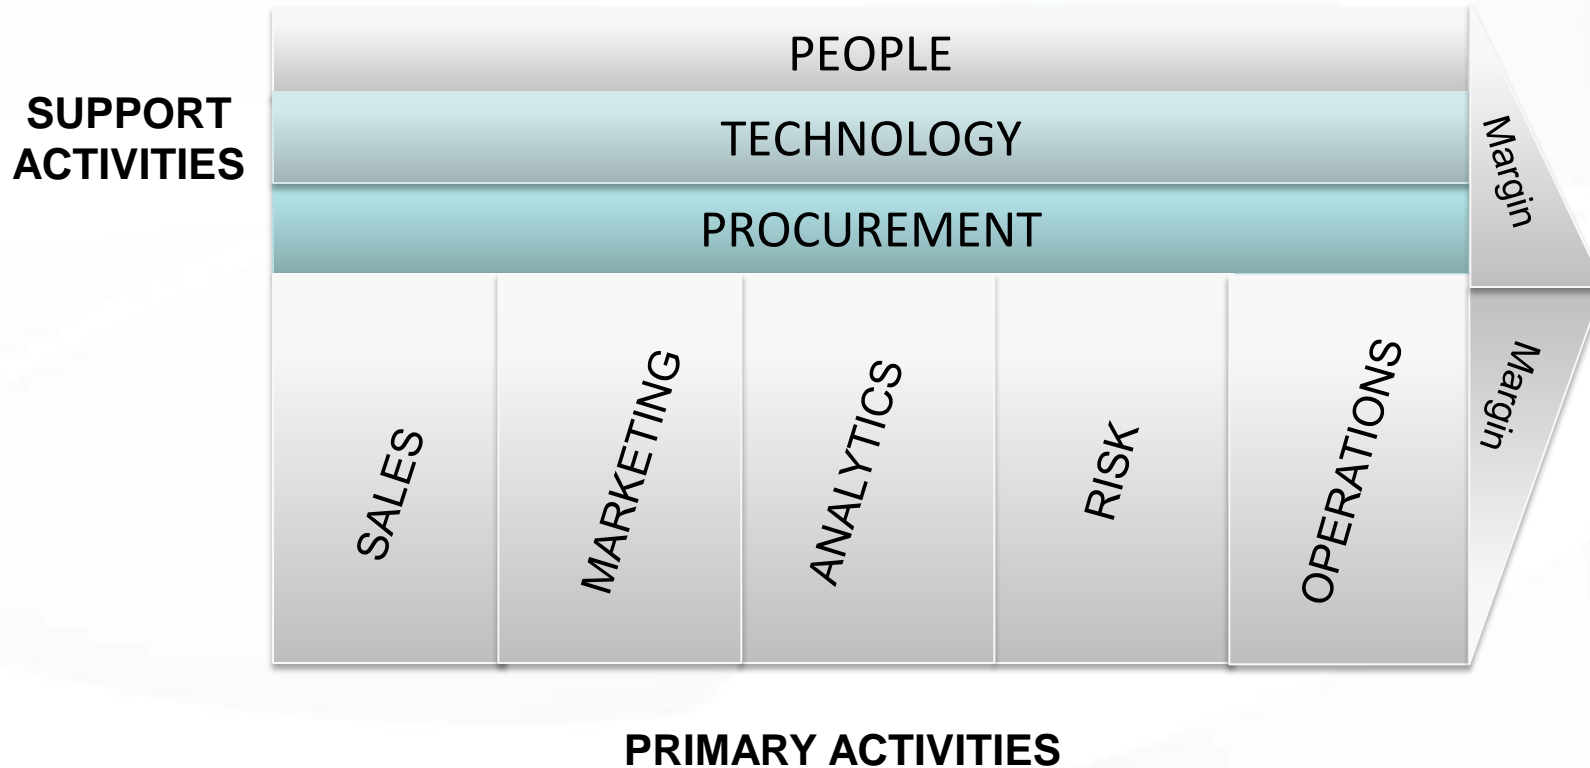 PEOPLE
SUPPORT
ACTIVITIES
TECHNOLOGY
PROCUREMENT
Margin
Margin
SALES
MARKETING
ANALYTICS
RISK
OPERATIONS
PRIMARY ACTIVITIES